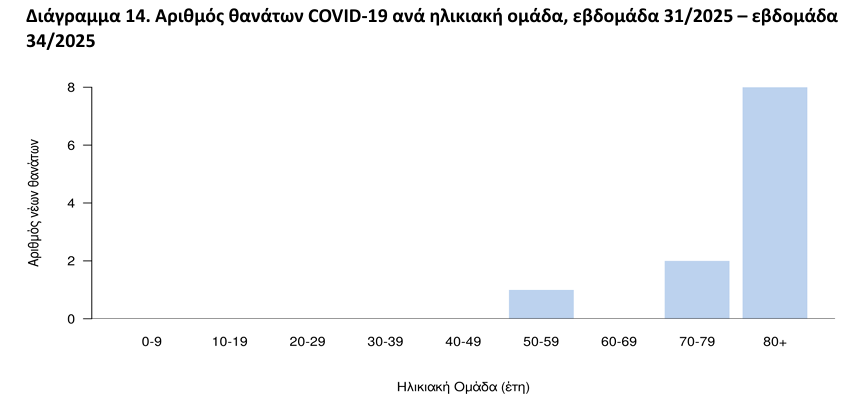 Διάγραμμα 14. Αριθμός θανάτων COVID-19 ανά ηλικιακή ομάδα, εβδομάδα 31/2025 – εβδομάδα
34/2025
8
6
4
2
0
Αριθμός νέων θανάτων
0-9 10-19 20-29 30-39 40-49 50-59 60-69 70-79 80+
Ηλικιακή Ομάδα (έτη)